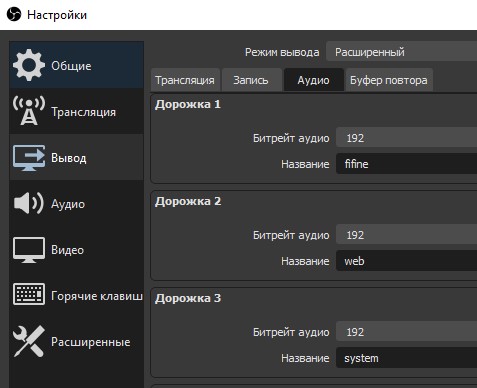 Настройки
Общие
Трансляция
Вывод
Аудио
Видео
Горячие клавиш
Расширенные
Режим вывода Расширенный
Трансляция Запись Аудио Буфер повтора
Дорожка 1
Битрейт аудио 192
Название fifine
Дорожка 2
Битрейт аудио 192
Название web
Дорожка 3
Битрейт аудио 192
Название system